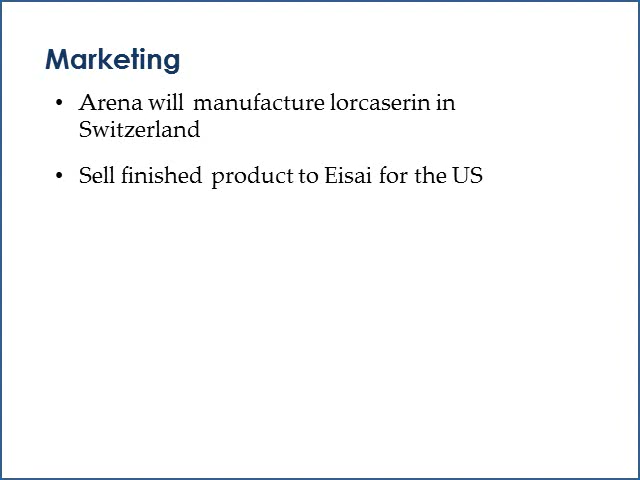 Marketing
• Arena will manufacture lorcaserin in
Switzerland
• Sell finished product to Eisai for the US